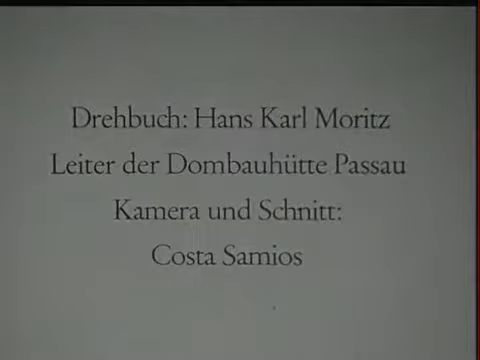 Drehbuch: Hans Karl Moritz
Leiter der Dombauhütte Passau
Kamera und Schnitt:
Costa Samios